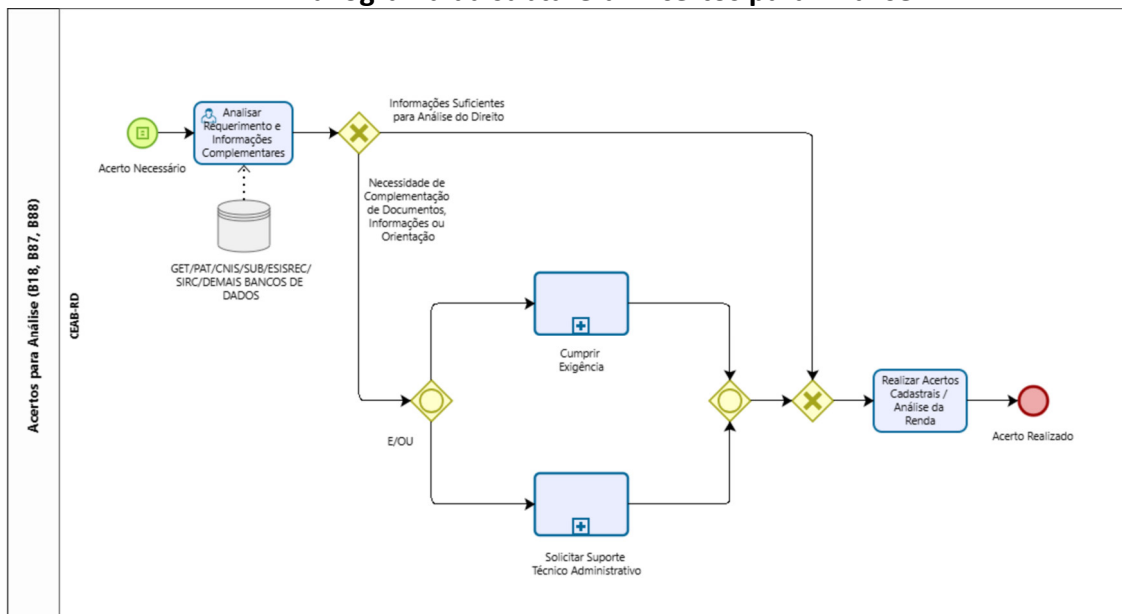 Acertos para Análise (B18, B87, B88)
CEAB-RD
Acerto Necessário
Analisar
Requerimento e
Informações
Complementares
GET/PAT/CNIS/SUB/ESISREC/
SIRC/DEMAIS BANCOS DE
DADOS
Informações Suficientes
para Análise do Direito
Necessidade de
Complementação
de Documentos,
Informações ou
Orientação
E/OU
Cumprir
Exigência
Solicitar Suporte
Técnico Administrativo
Realizar Acertos
Cadastrais /
Análise da
Renda
Acerto Realizado